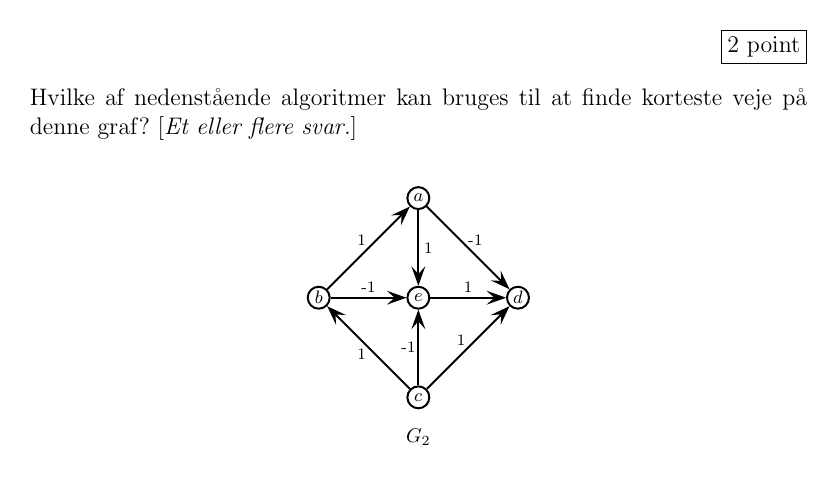 2 point
Hvilke af nedenstående algoritmer kan bruges til at finde korteste veje på
denne graf? [Et eller flere svar.]
a
1
-1
1
b
-1
e
1
d
1
-1
1
c
G₂